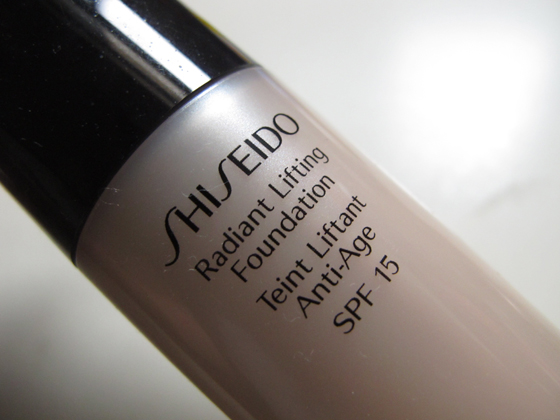 SHISEIDO
Radiant Lifting
Foundation
Teint Liftant
Anti-Age
SPF 15